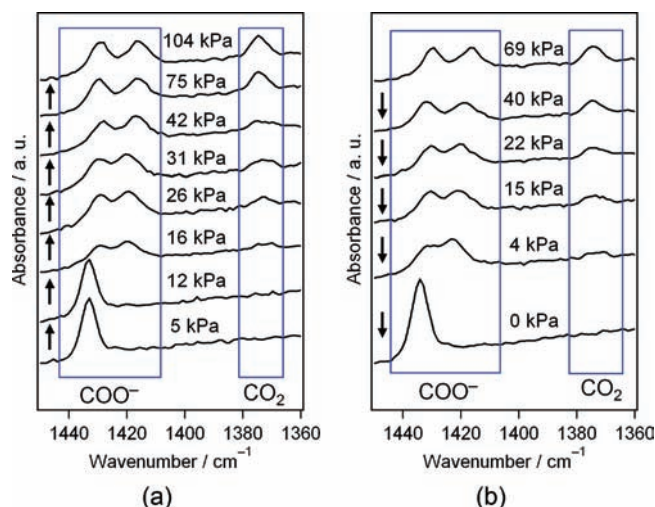 Absorbance / a. u.
104 kPa
75 kPa
42 kPa
31 kPa
26 kPa
16 kPa
12 kPa
5 kPa
COO⁻
CO₂
1440 1420 1400 1380 1360
Wavenumber / cm⁻¹
(a)
Absorbance / a. u.
69 kPa
40 kPa
22 kPa
15 kPa
4 kPa
0 kPa
COO⁻
CO₂
1440 1420 1400 1380 1360
Wavenumber / cm⁻¹
(b)